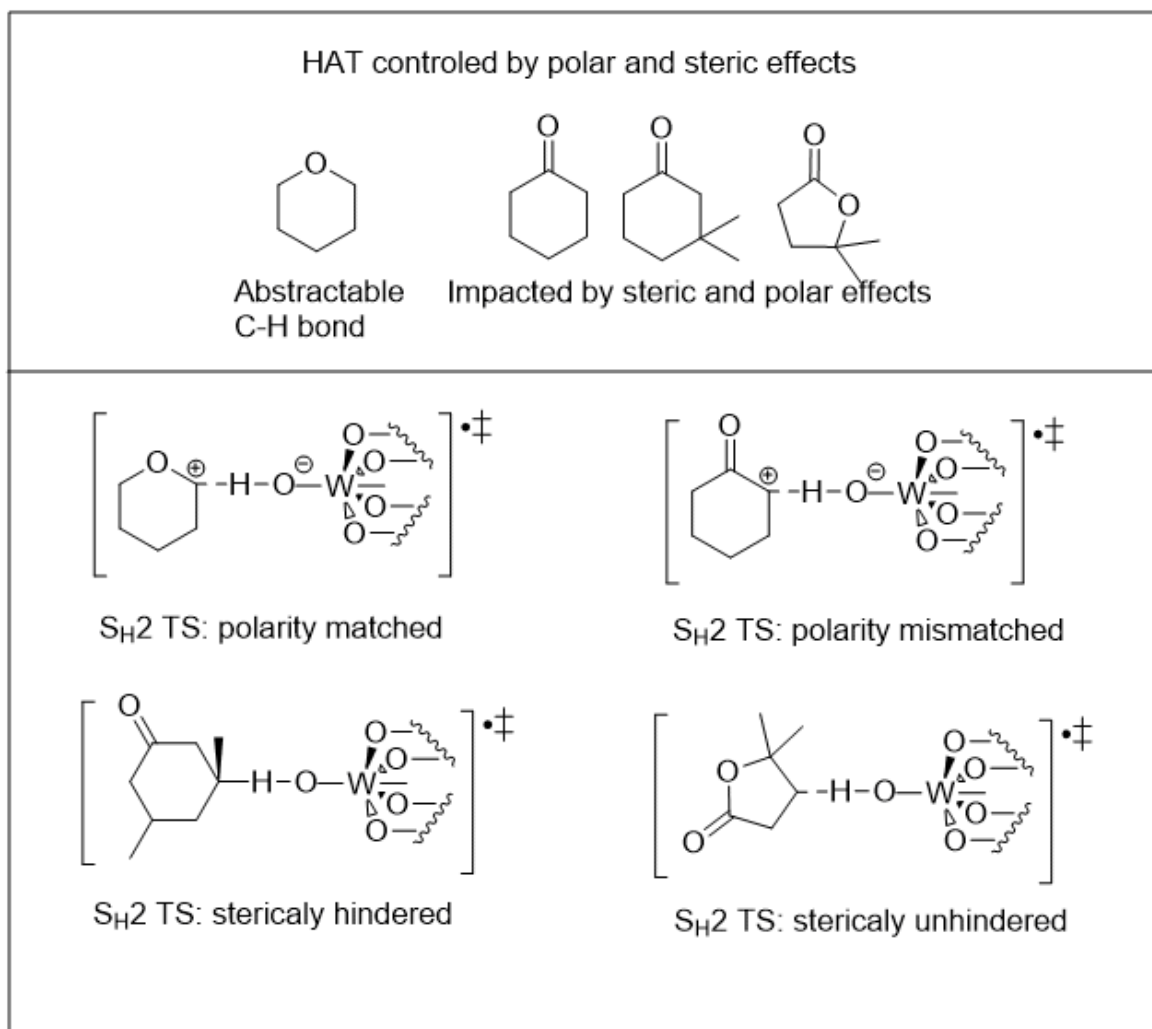 HAT controled by polar and steric effects
O
O
O
O
O
Abstractable
C-H bond
Impacted by steric and polar effects
•‡
O
⊕
H
O
⊖
W
O
O
O
O
SH2 TS: polarity matched
•‡
O
⊕
H
O
⊖
W
O
O
O
O
SH2 TS: polarity mismatched
•‡
O
H
O
W
O
O
O
O
SH2 TS: stericaly hindered
•‡
O
O
H
O
W
O
O
O
O
SH2 TS: stericaly unhindered